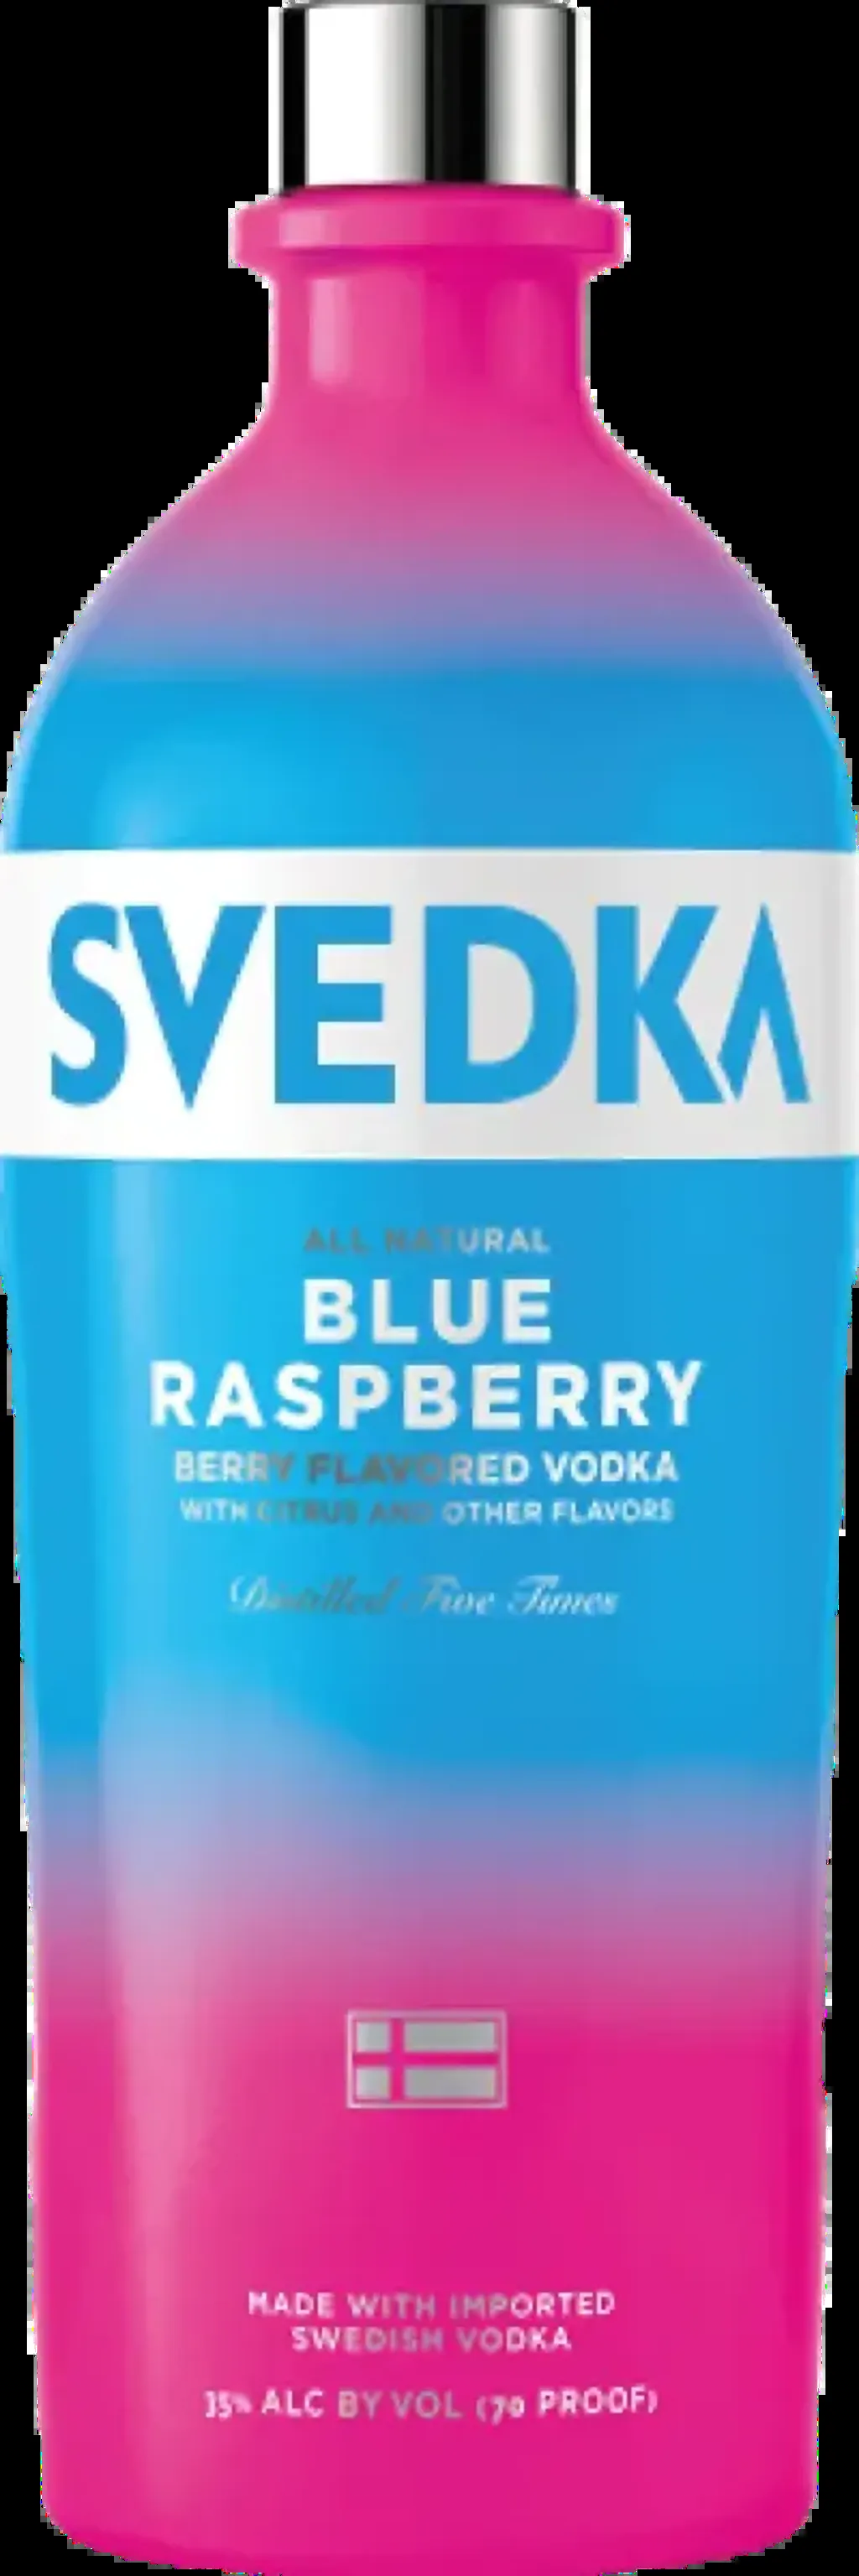 SVEDKA
ALL NATURAL
BLUE
RASPBERRY
BERRY FLAVORED VODKA
WITH CITRUS AND OTHER FLAVORS
Distilled Five Times
MADE WITH IMPORTED
SWEDISH VODKA
35% ALC BY VOL (70 PROOF)